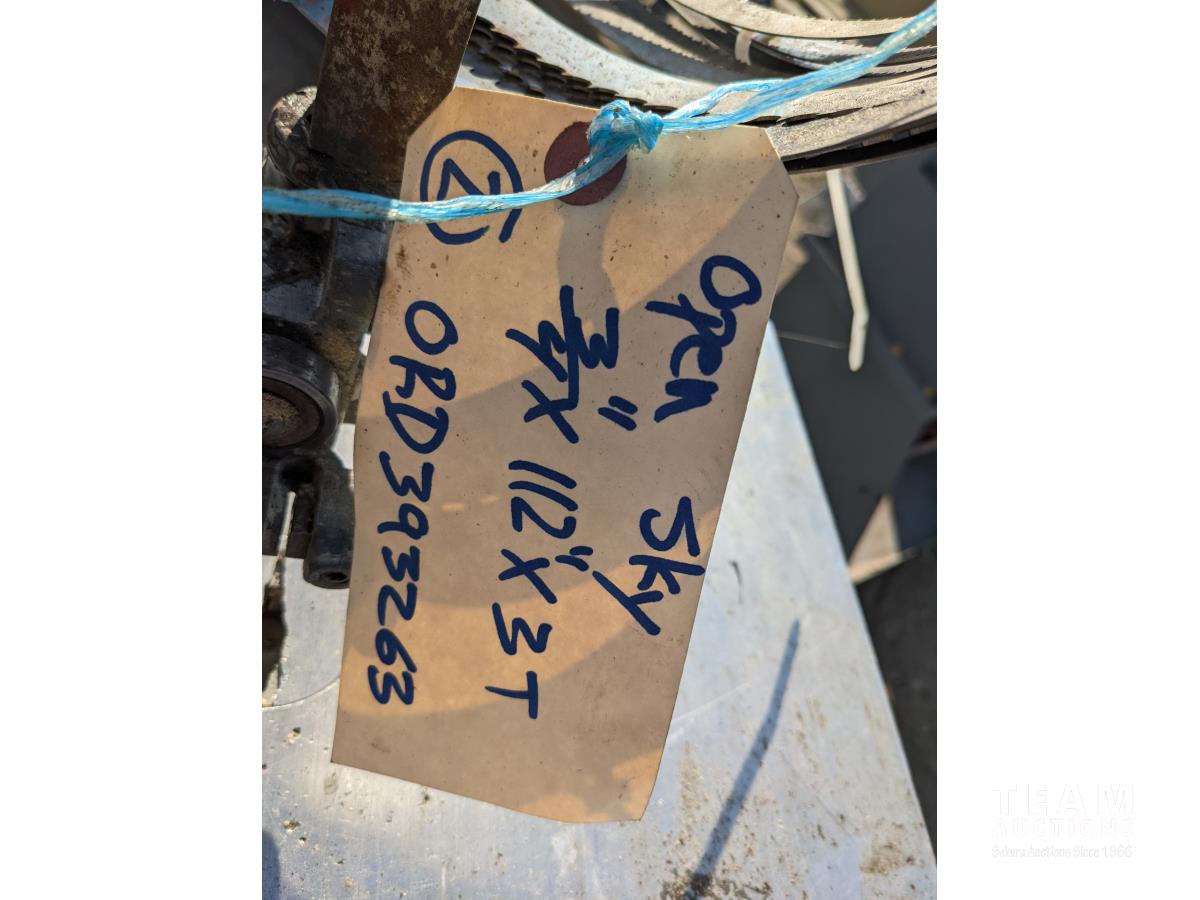 Open Sky
3/4" X 112" X 3T
② ORD393263
TEAM
AUCTIONS
Sekura Auctions Since 1966